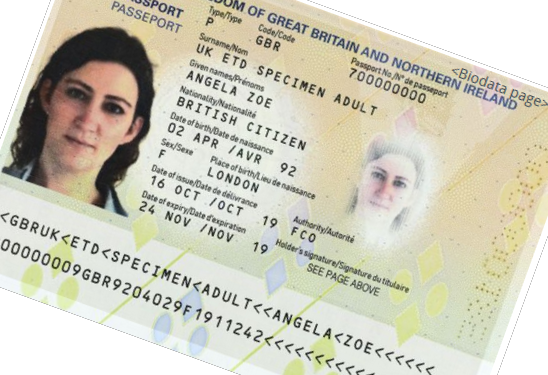 SSPORT
PASSEPORT
DOM OF GREAT BRITAIN AND NORTHERN IRELAND
Type/Type Code/Code
P GBR
Passport No./Nº de passeport
700000000
<Biodata page>
Surname/Nom
UK ETD SPECIMEN ADULT
Given names/Prénoms
ANGELA ZOE
Nationality/Nationalité
BRITISH CITIZEN
Date of birth/Date de naissance
02 APR /AVR 92
Sex/Sexe Place of birth/Lieu de naissance
F LONDON
Date of issue/Date de délivrance
16 OCT /OCT 19
Authority/Autorité
FCO
Date of expiry/Date d'expiration
24 NOV /NOV 19
Holder's signature/Signature du titulaire
SEE PAGE ABOVE
<GBRUK<ETD<SPECIMEN<ADULT<<ANGELA<ZOE<<<<<<
00000009GBR9204029F1911242<<<<<<<<<<<